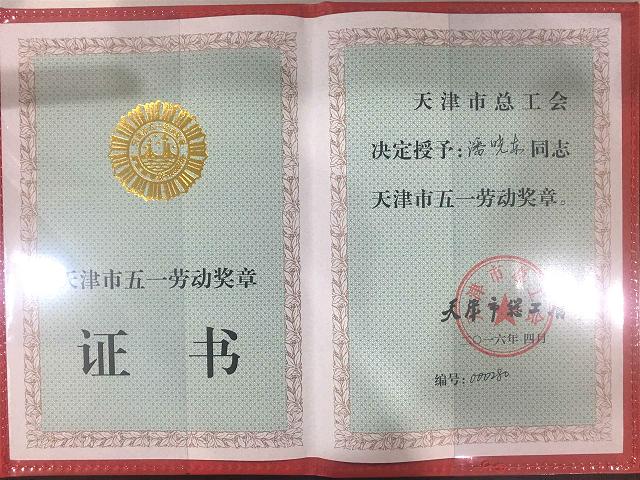 天津市五一劳动奖章
证书
天津市总工会
决定授予：潘晓东同志
天津市五一劳动奖章。
天津市总工会
二〇一六年四月
编号：000280